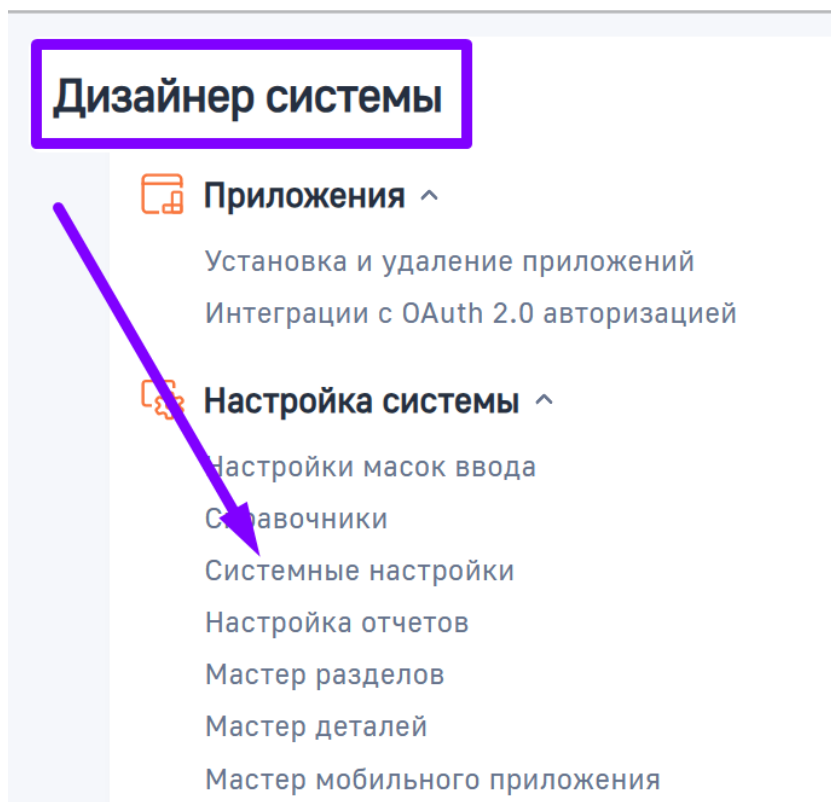 Дизайнер системы
Приложения
Установка и удаление приложений
Интеграции с OAuth 2.0 авторизацией
Настройка системы
Настройки масок ввода
Справочники
Системные настройки
Настройка отчетов
Мастер разделов
Мастер деталей
Мастер мобильного приложения